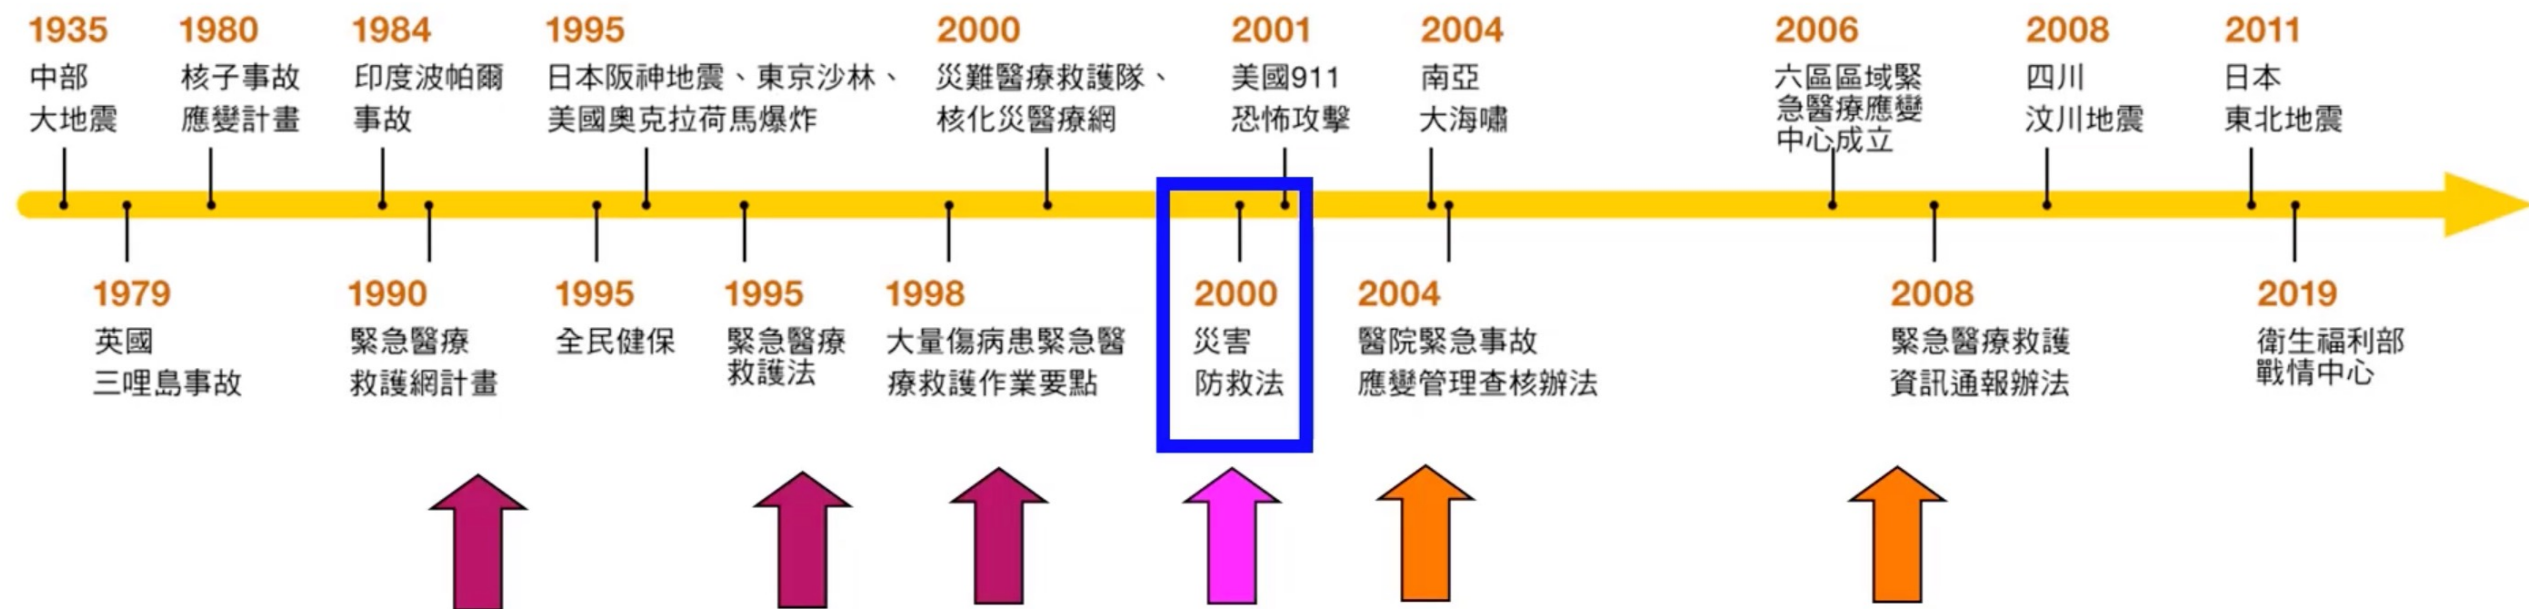 1935
中部
大地震
1980
核子事故
應變計畫
1984
印度波帕爾
事故
1995
日本阪神地震、東京沙林、
美國奧克拉荷馬爆炸
2000
災難醫療救護隊、
核化災醫療網
2001
美國911
恐怖攻擊
2004
南亞
大海嘯
2006
六區區域緊
急醫療應變
中心成立
2008
四川
汶川地震
2011
日本
東北地震
1979
英國
三哩島事故
1990
緊急醫療
救護網計畫
1995
全民健保
1995
緊急醫療
救護法
1998
大量傷病患緊急醫
療救護作業要點
2000
災害
防救法
2004
醫院緊急事故
應變管理查核辦法
2008
緊急醫療救護
資訊通報辦法
2019
衛生福利部
戰情中心